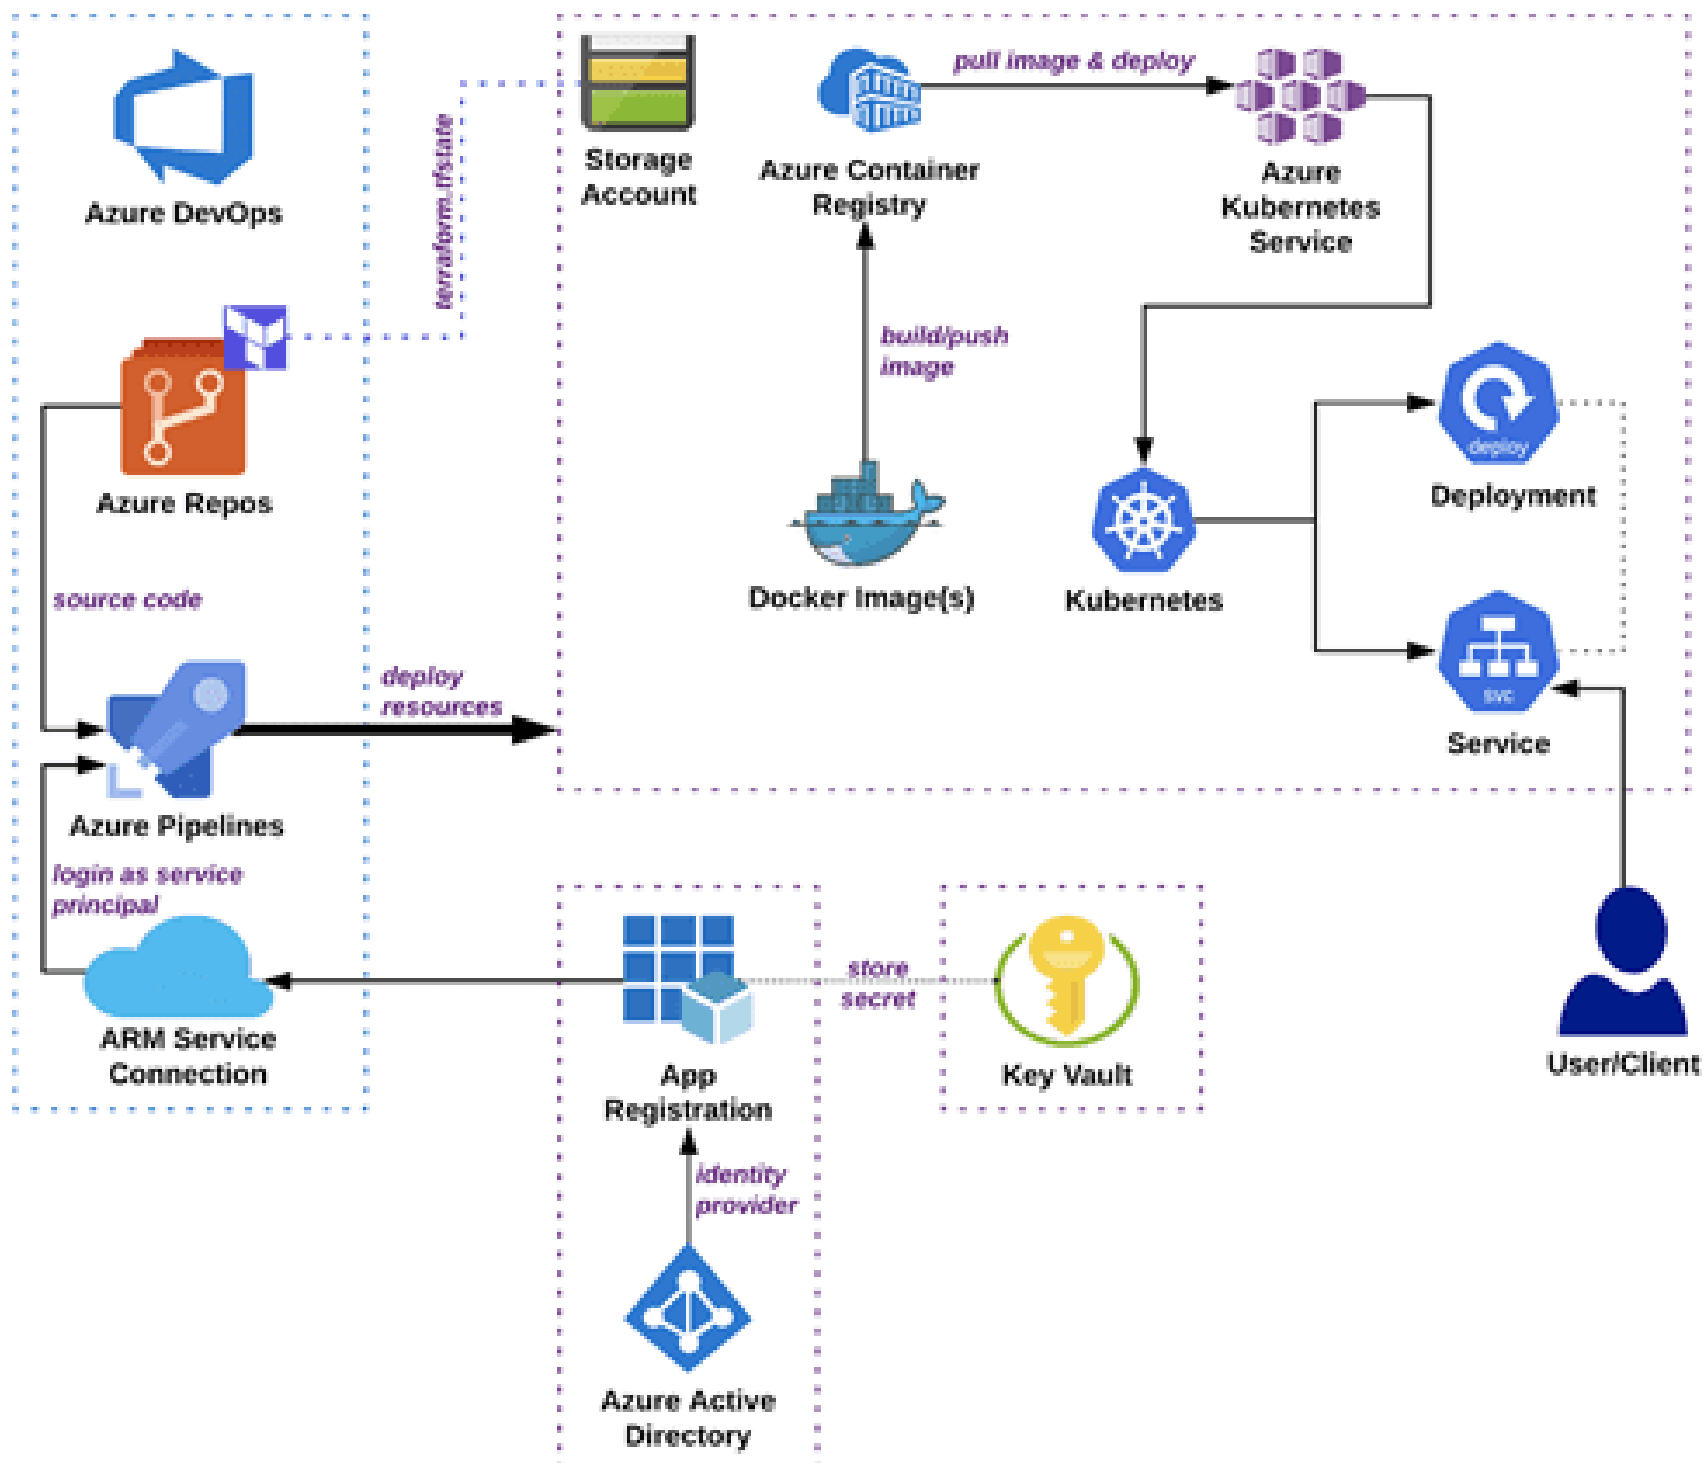 Azure DevOps
terraform.tfstate
Storage
Account
Azure Container
Registry
pull image & deploy
Azure
Kubernetes
Service
build/push
image
Azure Repos
source code
Docker Image(s)
Kubernetes
deploy
Deployment
svc
Service
deploy
resources
Azure Pipelines
login as service
principal
ARM Service
Connection
App
Registration
store
secret
Key Vault
User/Client
identity
provider
Azure Active
Directory